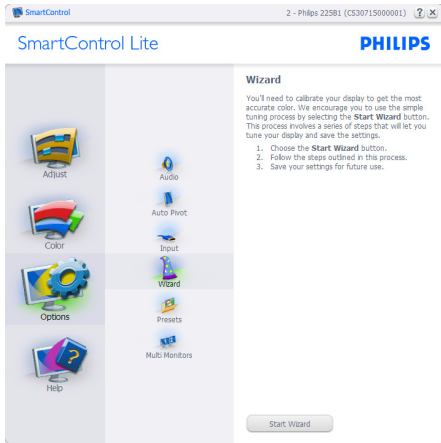 SmartControl
2 - Philips 225B1 (CS30715000001)
?
X
SmartControl Lite
PHILIPS
Adjust
Color
Options
Help
Audio
Auto Pivot
Input
Wizard
Presets
Multi Monitors
Wizard
You'll need to calibrate your display to get the most
accurate color. We encourage you to use the simple
tuning process by selecting the Start Wizard button.
This process involves a series of steps that will let you
tune your display and save the settings.
1. Choose the Start Wizard button.
2. Follow the steps outlined in this process.
3. Save your settings for future use.
Start Wizard